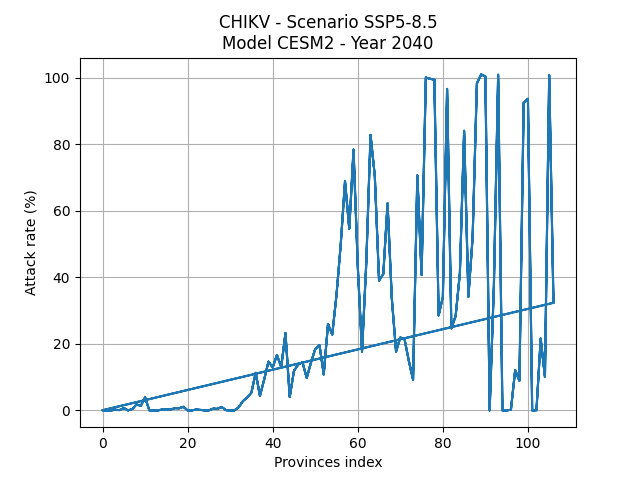 CHIKV - Scenario SSP5-8.5
Model CESM2 - Year 2040
100
80
60
40
20
0
Attack rate (%)
0 20 40 60 80 100
Provinces index